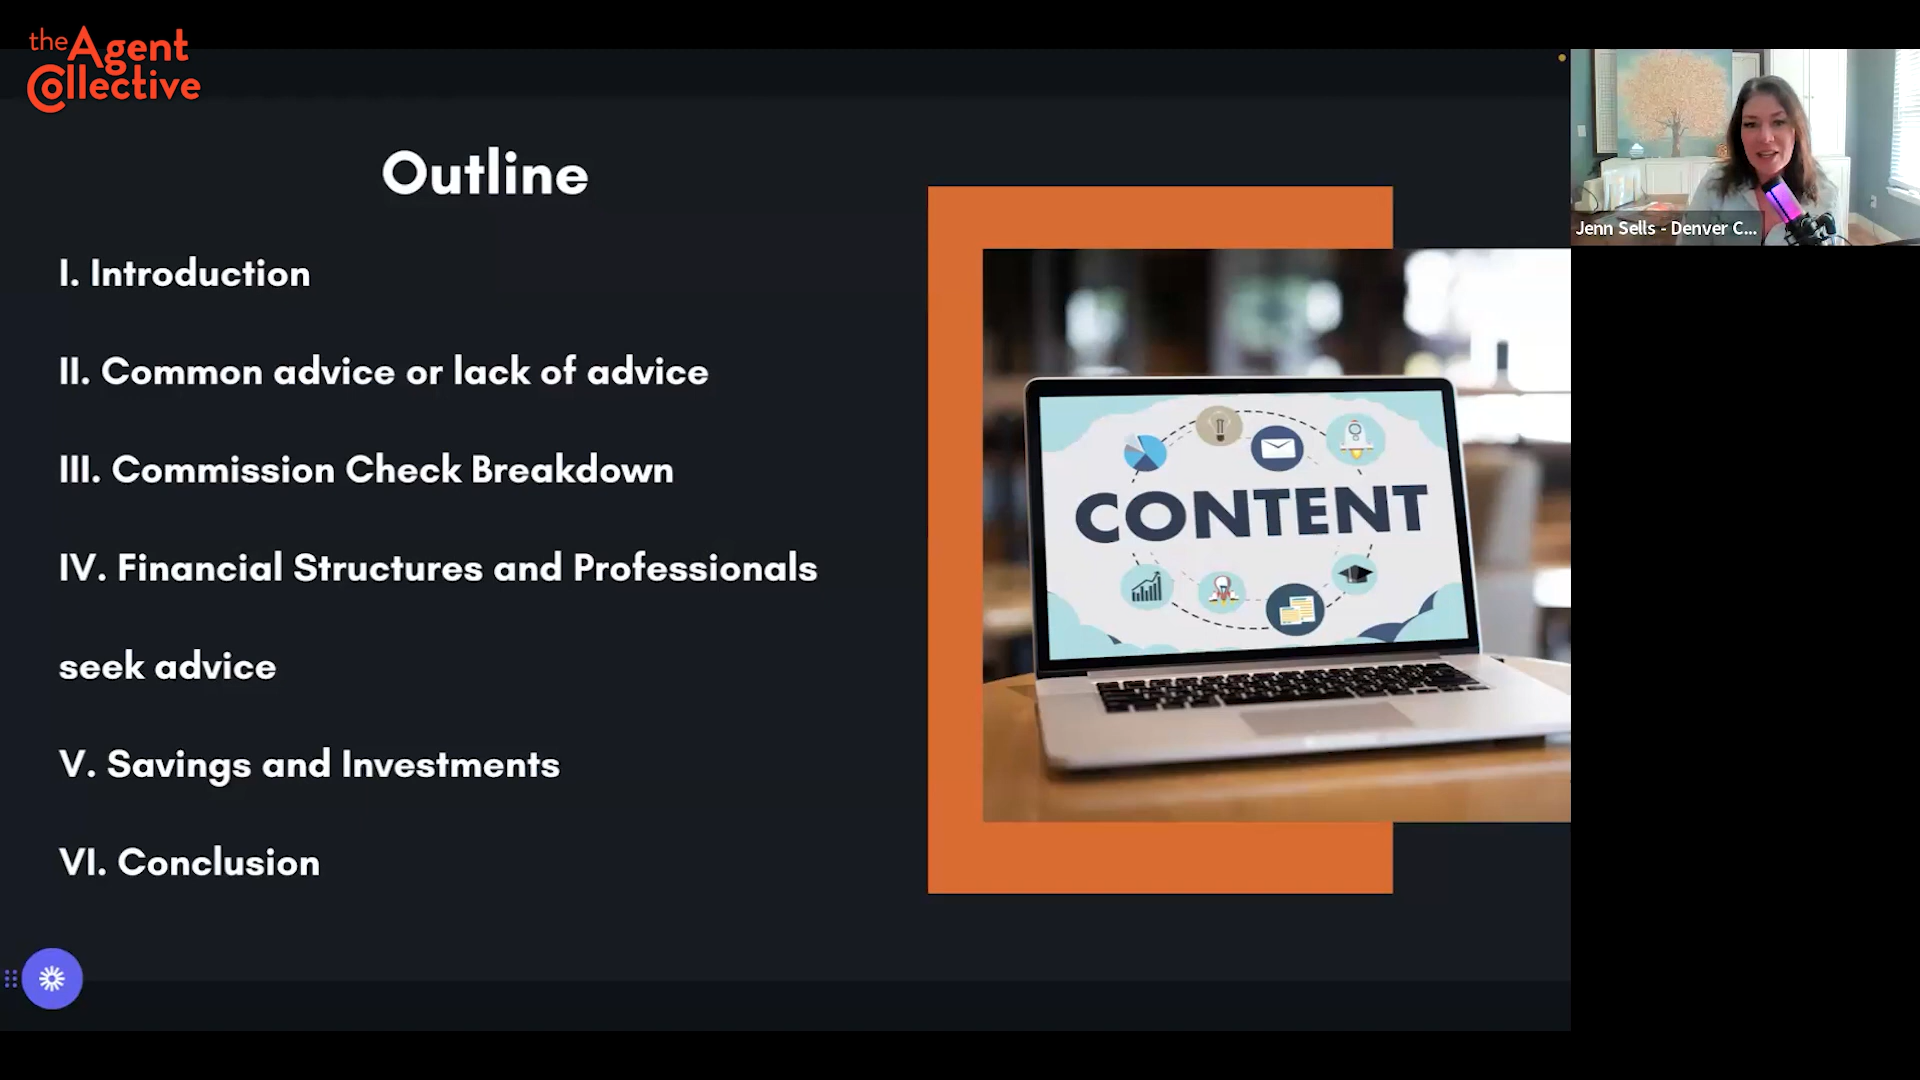 the Agent
Collective
Outline
I. Introduction
II. Common advice or lack of advice
III. Commission Check Breakdown
IV. Financial Structures and Professionals
seek advice
V. Savings and Investments
VI. Conclusion
CONTENT
Jenn Sells - Denver C...